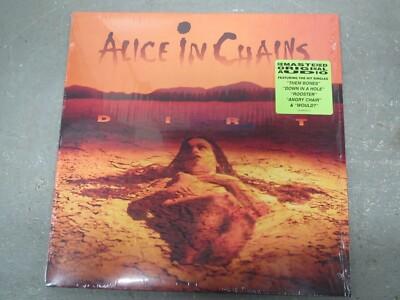 ALICE IN CHAINS
REMASTERED
ORIGINAL
AUDIO
FEATURING THE HIT SINGLES
"THEM BONES"
"DOWN IN A HOLE"
"ROOSTER"
"ANGRY CHAIR"
& "WOULD?"
DIRT